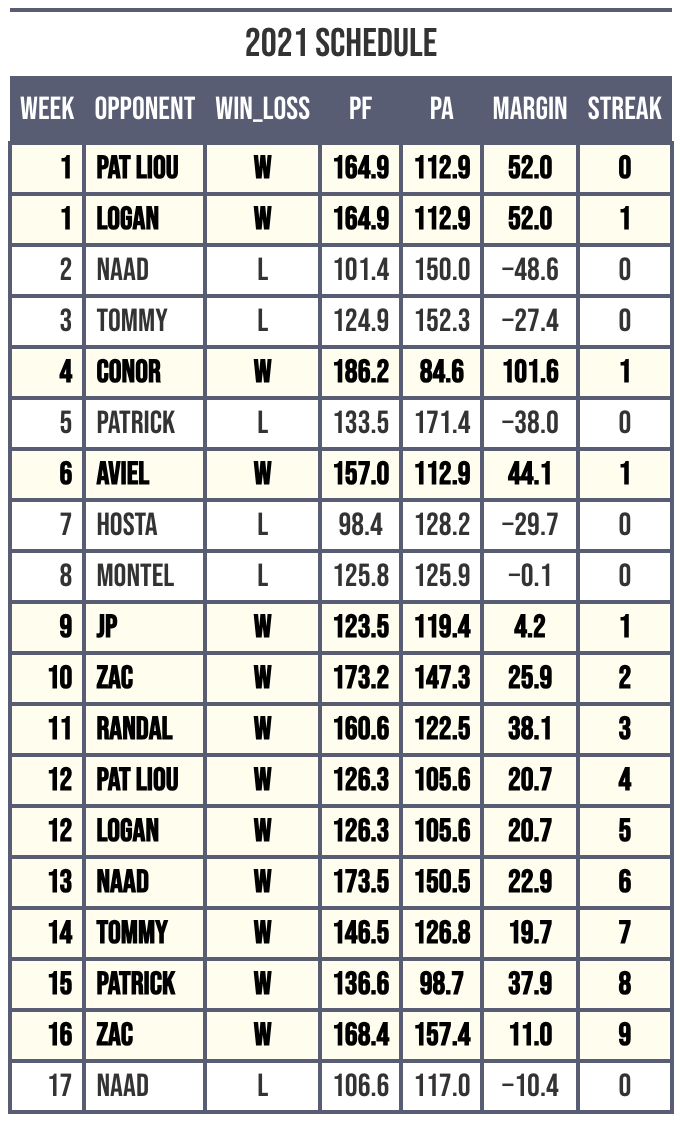 2021 SCHEDULE
WEEK OPPONENT WIN_LOSS PF PA MARGIN STREAK
1 PAT LIOU W 164.9 112.9 52.0 0
1 LOGAN W 164.9 112.9 52.0 1
2 NAAD L 101.4 150.0 −48.6 0
3 TOMMY L 124.9 152.3 −27.4 0
4 CONOR W 186.2 84.6 101.6 1
5 PATRICK L 133.5 171.4 −38.0 0
6 AVIEL W 157.0 112.9 44.1 1
7 HOSTA L 98.4 128.2 −29.7 0
8 MONTEL L 125.8 125.9 −0.1 0
9 JP W 123.5 119.4 4.2 1
10 ZAC W 173.2 147.3 25.9 2
11 RANDAL W 160.6 122.5 38.1 3
12 PAT LIOU W 126.3 105.6 20.7 4
12 LOGAN W 126.3 105.6 20.7 5
13 NAAD W 173.5 150.5 22.9 6
14 TOMMY W 146.5 126.8 19.7 7
15 PATRICK W 136.6 98.7 37.9 8
16 ZAC W 168.4 157.4 11.0 9
17 NAAD L 106.6 117.0 −10.4 0